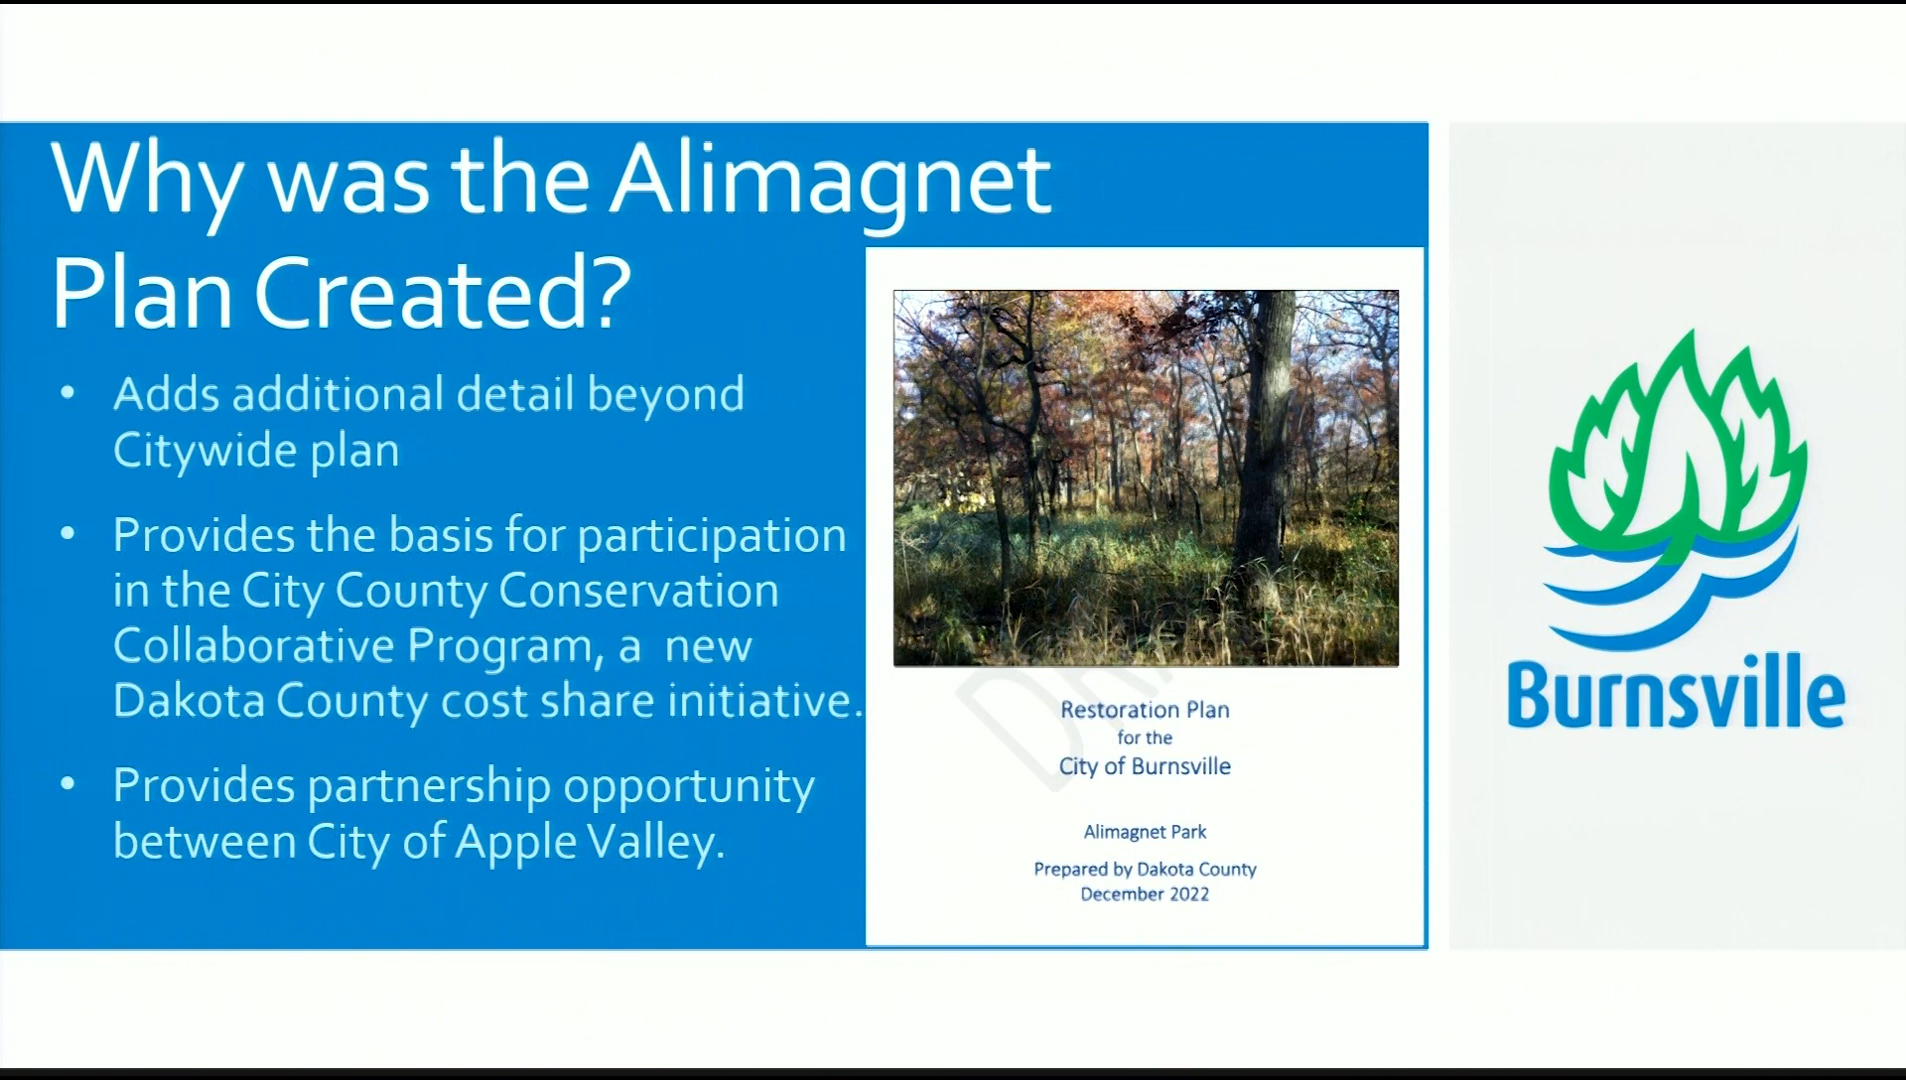 Why was the Alimagnet
Plan Created?
• Adds additional detail beyond
Citywide plan
• Provides the basis for participation
in the City County Conservation
Collaborative Program, a new
Dakota County cost share initiative.
• Provides partnership opportunity
between City of Apple Valley.
Restoration Plan
for the
City of Burnsville
Alimagnet Park
Prepared by Dakota County
December 2022
Burnsville